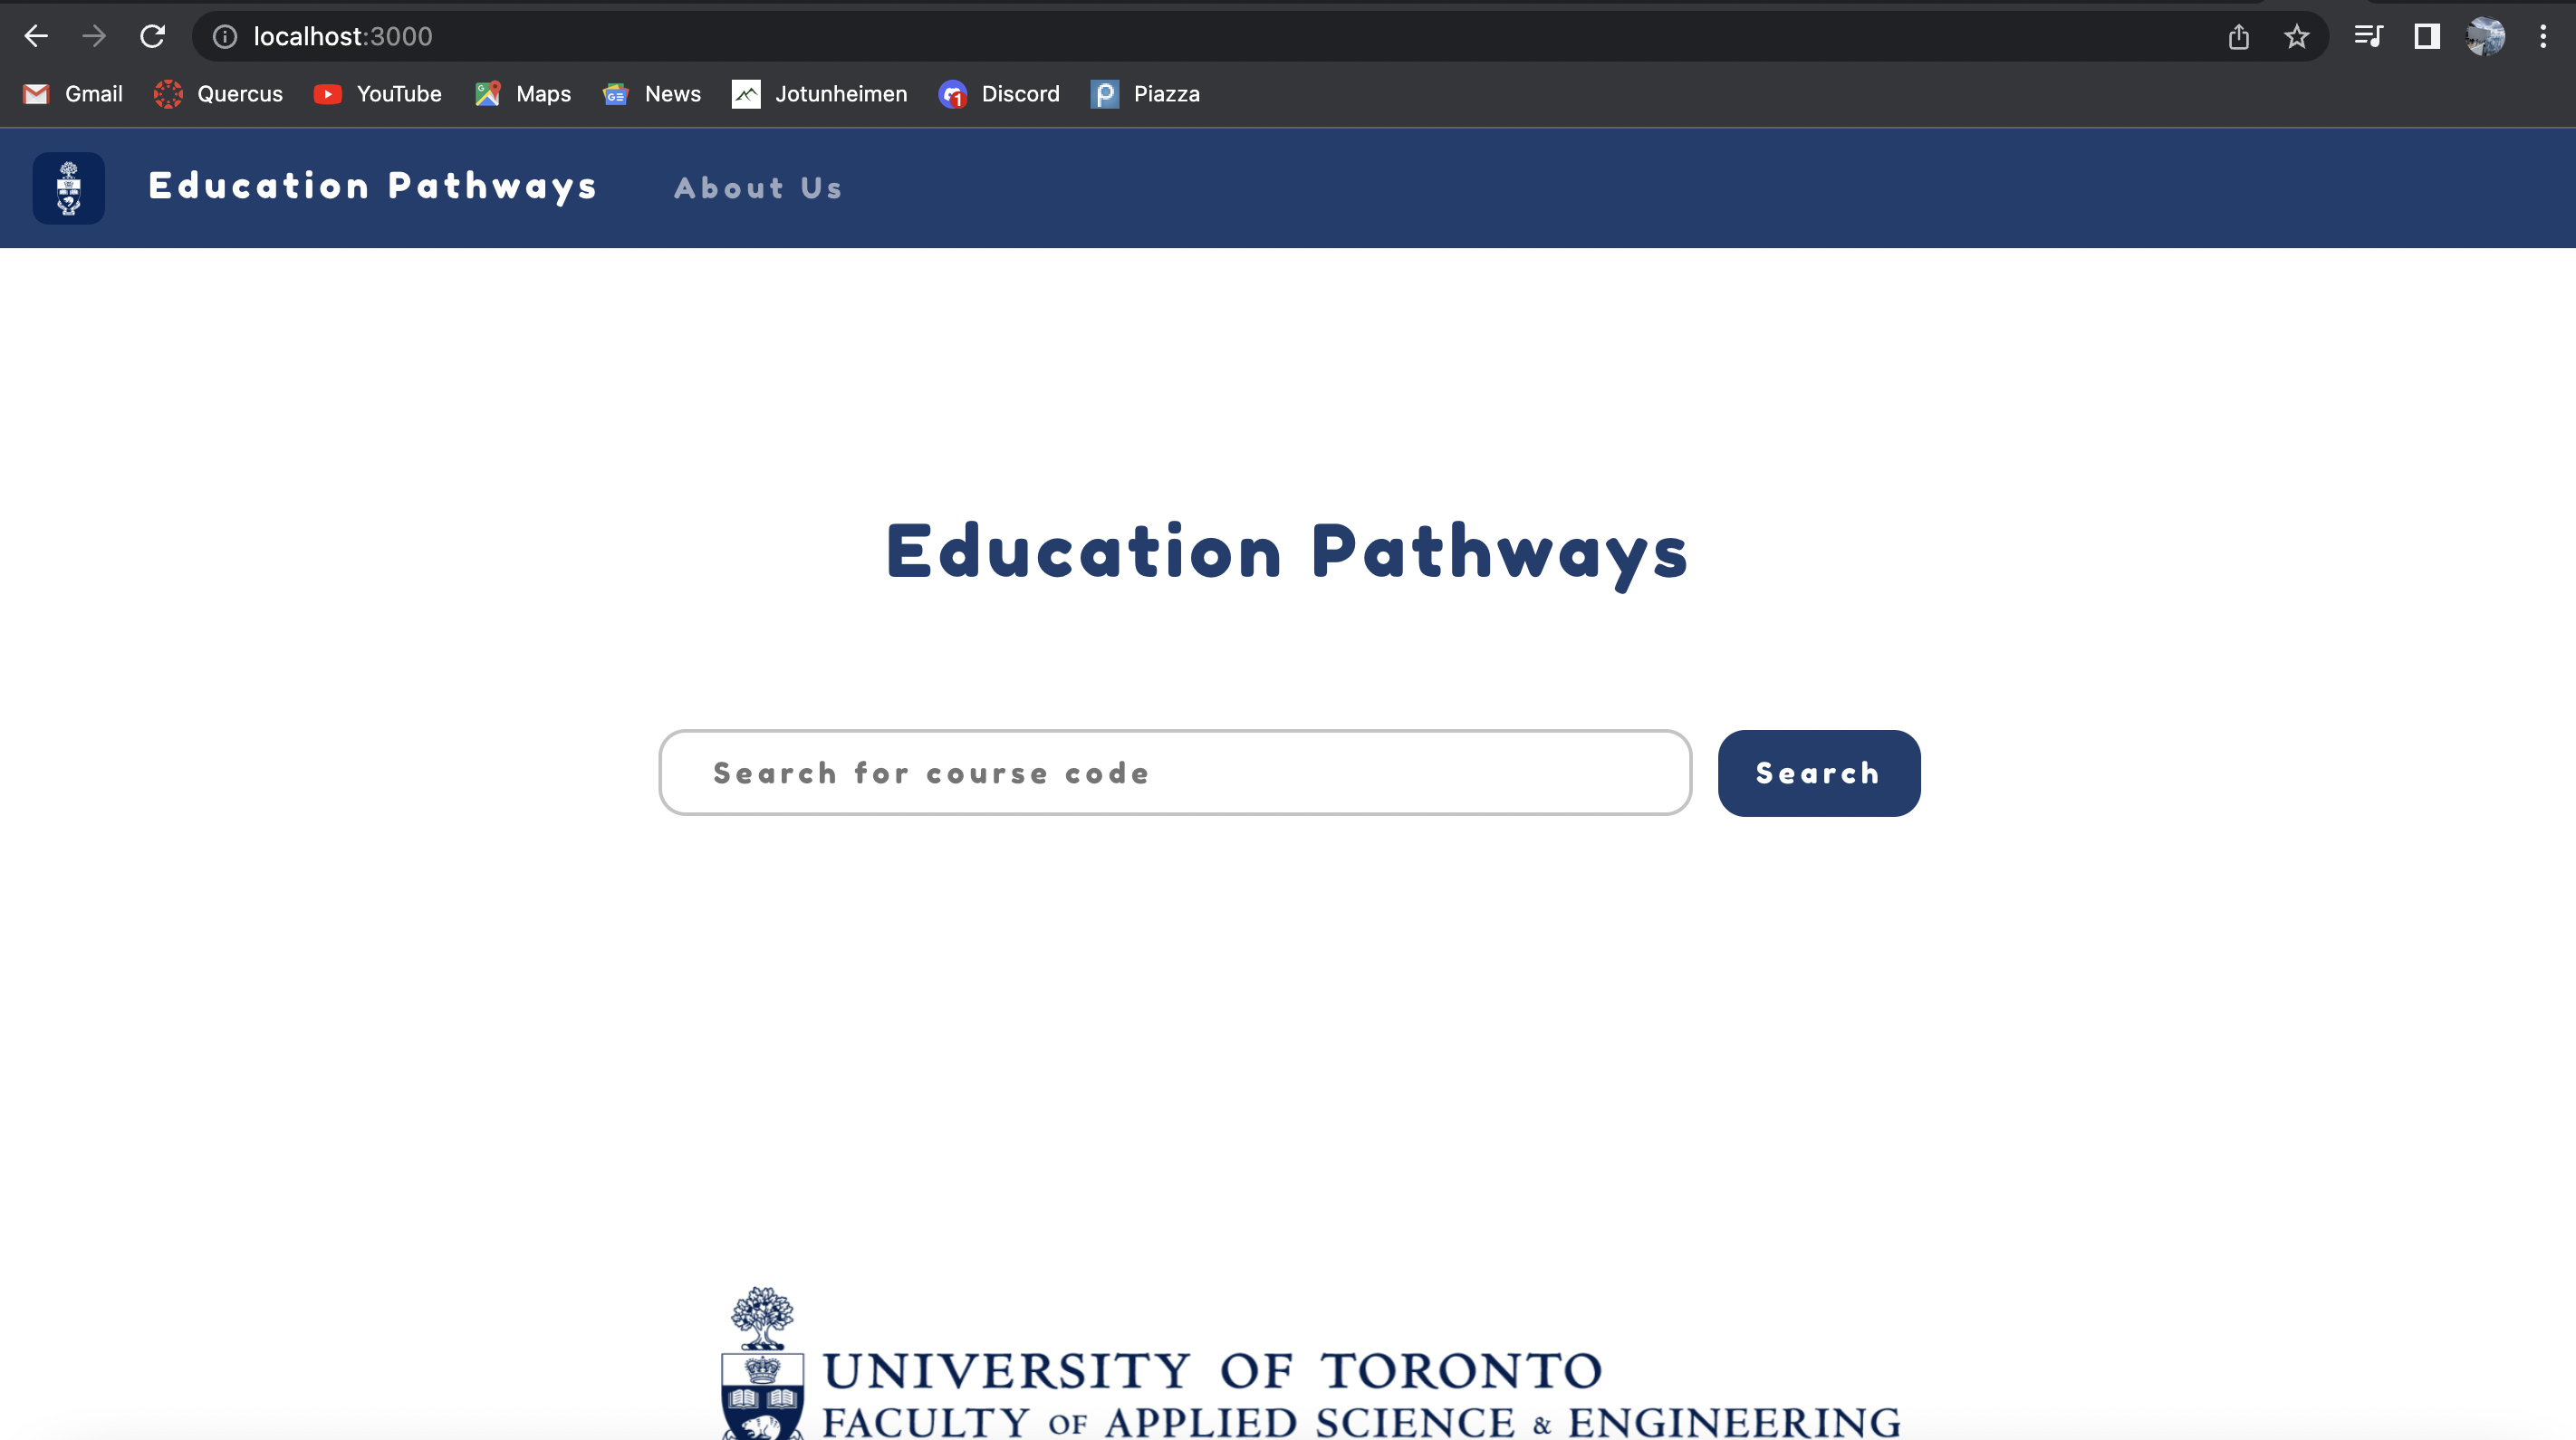 localhost:3000
Gmail Quercus YouTube Maps News Jotunheimen Discord Piazza
Education Pathways About Us
Education Pathways
Search for course code Search
UNIVERSITY OF TORONTO
FACULTY OF APPLIED SCIENCE & ENGINEERING